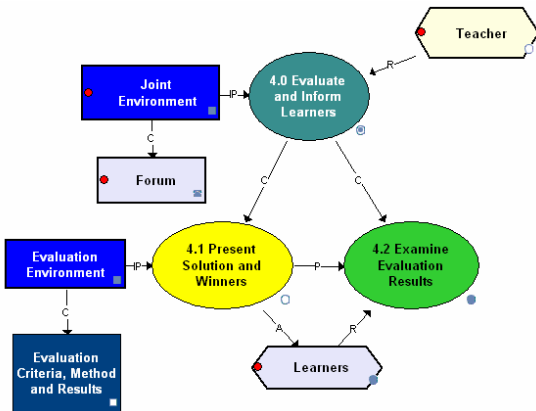 Teacher
R
4.0 Evaluate
and Inform
Learners
Joint
Environment
IP
C
Forum
C
C
Evaluation
Environment
IP
4.1 Present
Solution and
Winners
P
4.2 Examine
Evaluation
Results
C
A
R
Evaluation
Criteria, Method
and Results
Learners